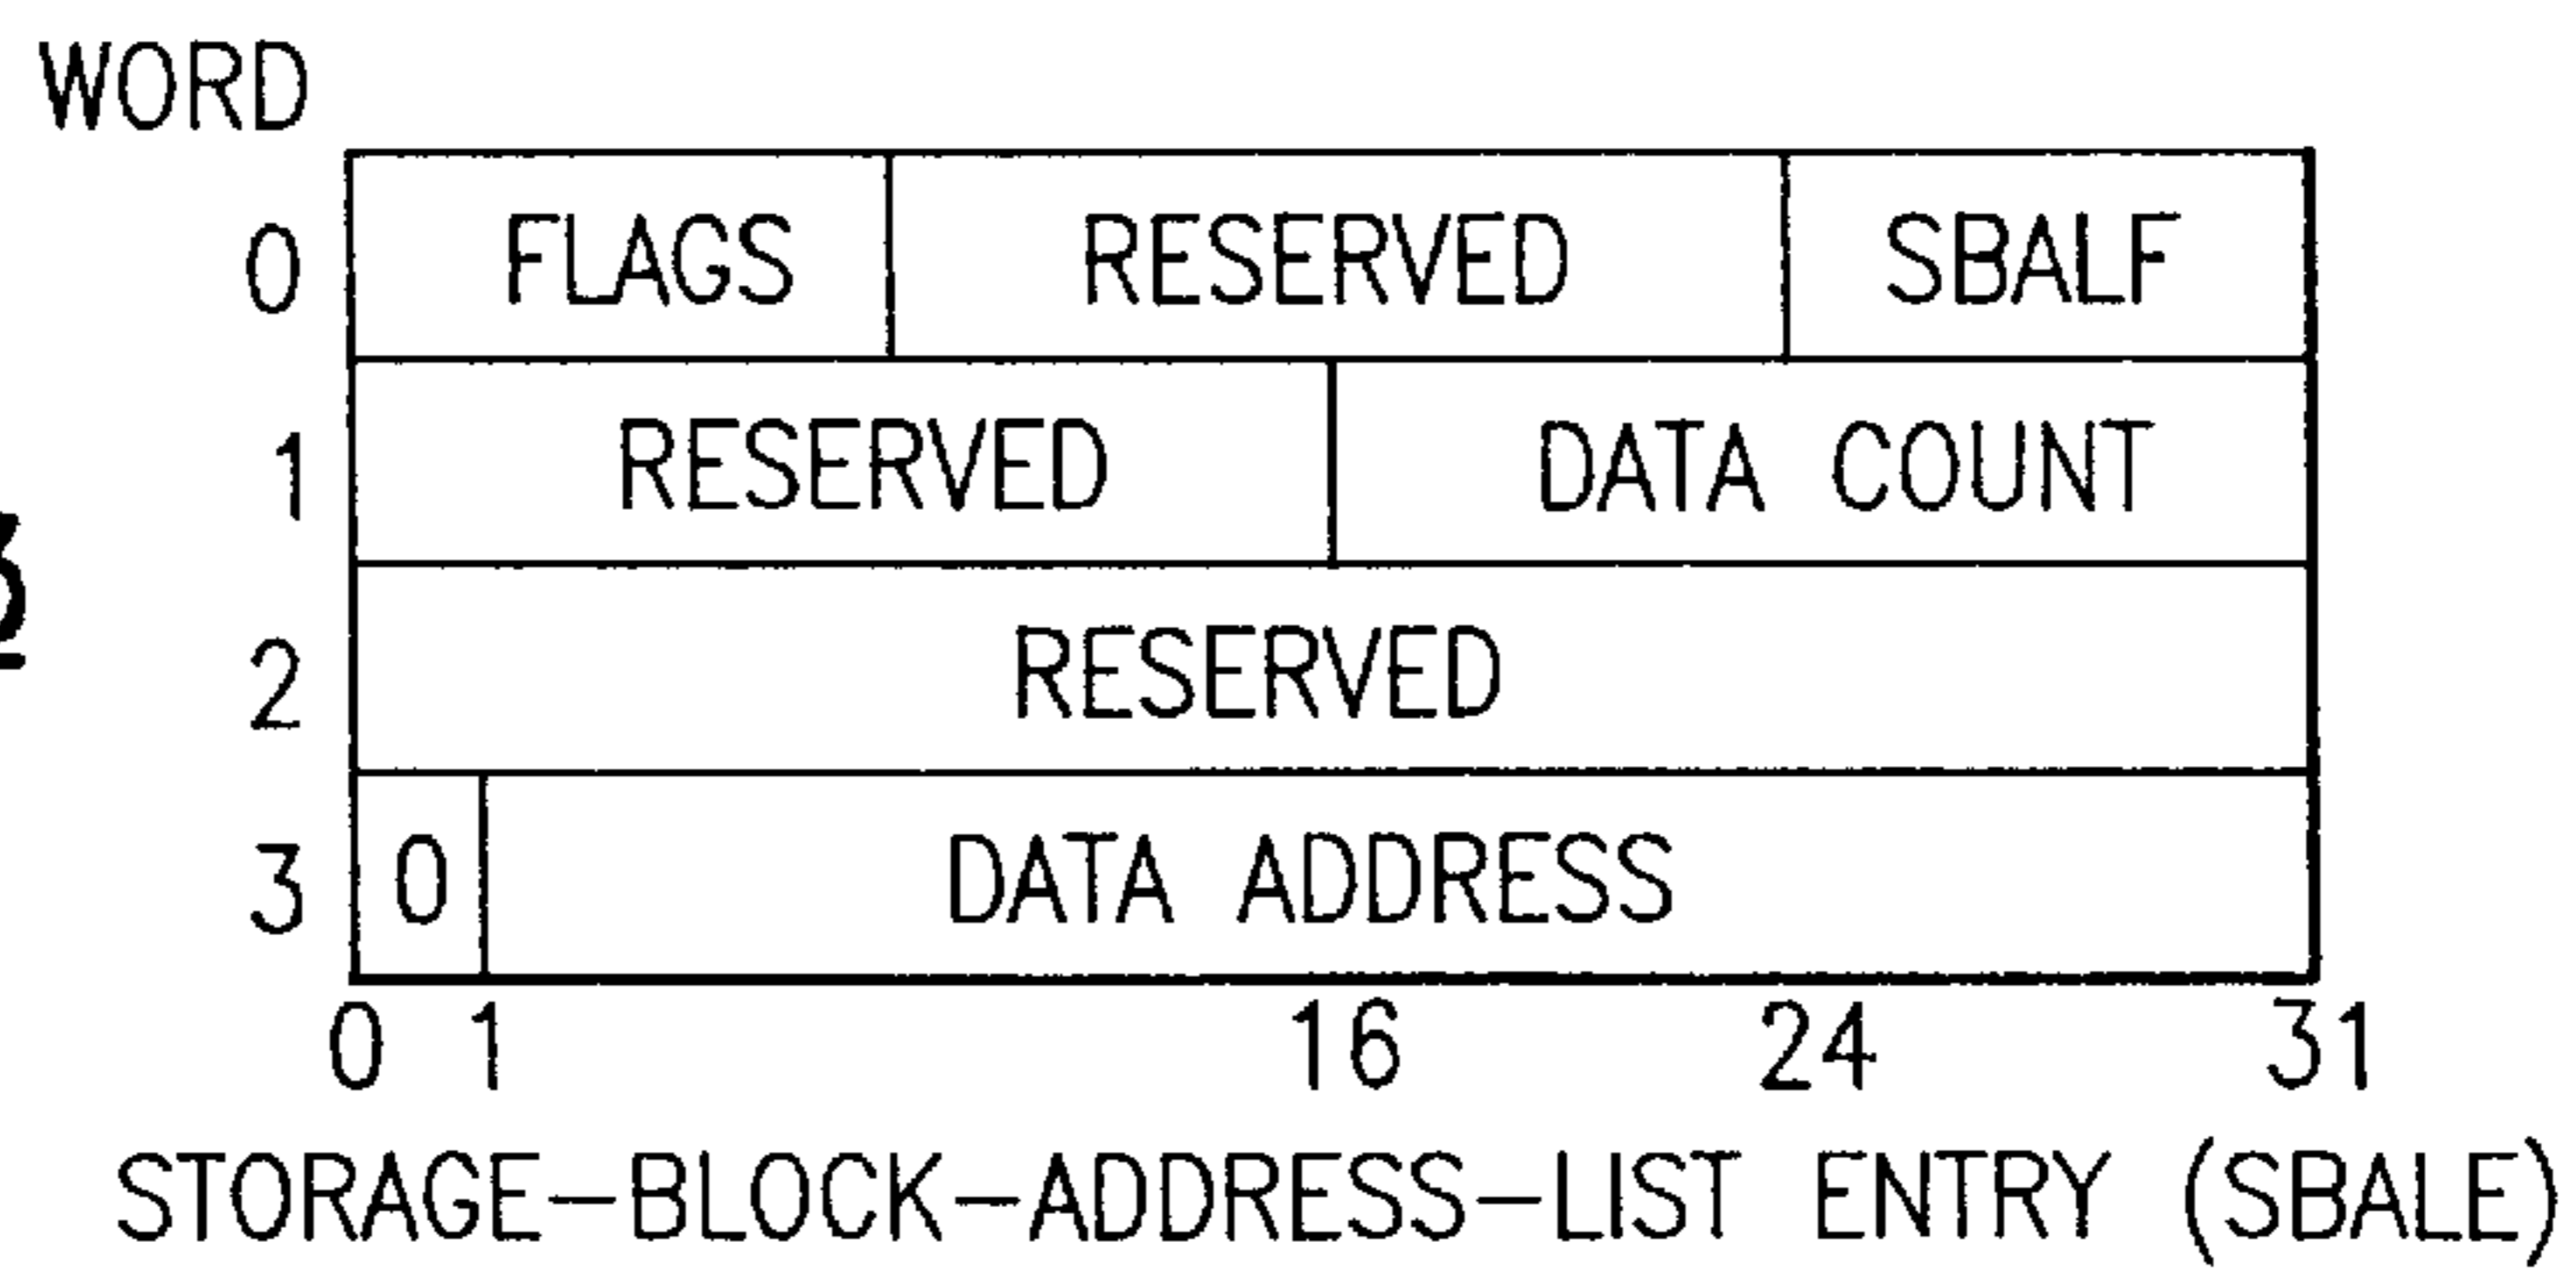 WORD
0 FLAGS RESERVED SBALF
1 RESERVED DATA COUNT
3
2 RESERVED
3 0 DATA ADDRESS
0 1 16 24 31
STORAGE-BLOCK-ADDRESS-LIST ENTRY (SBALE)